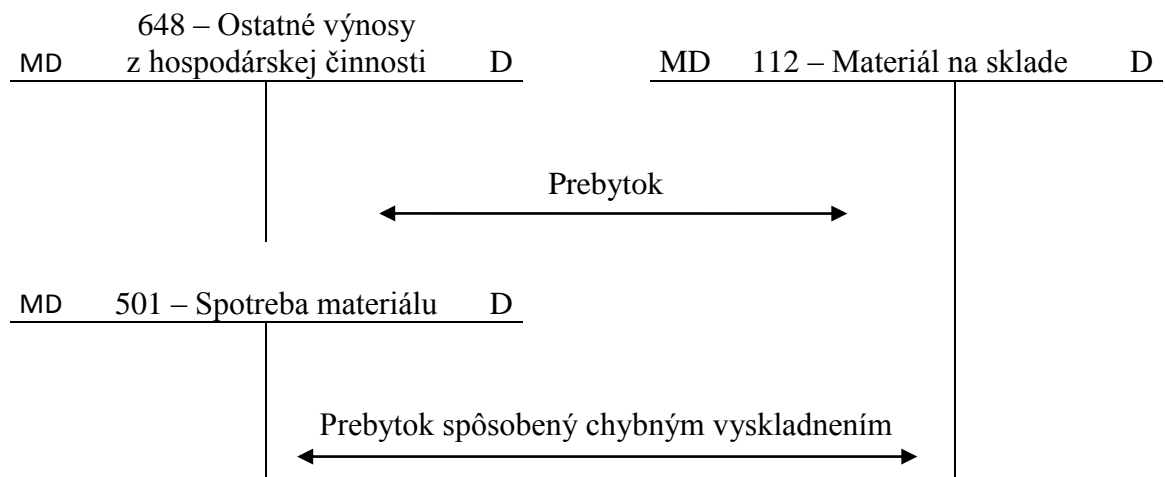 648 – Ostatné výnosy
MD z hospodárskej činnosti D
MD 112 – Materiál na sklade D
Prebytok
MD 501 – Spotreba materiálu D
Prebytok spôsobený chybným vyskladnením